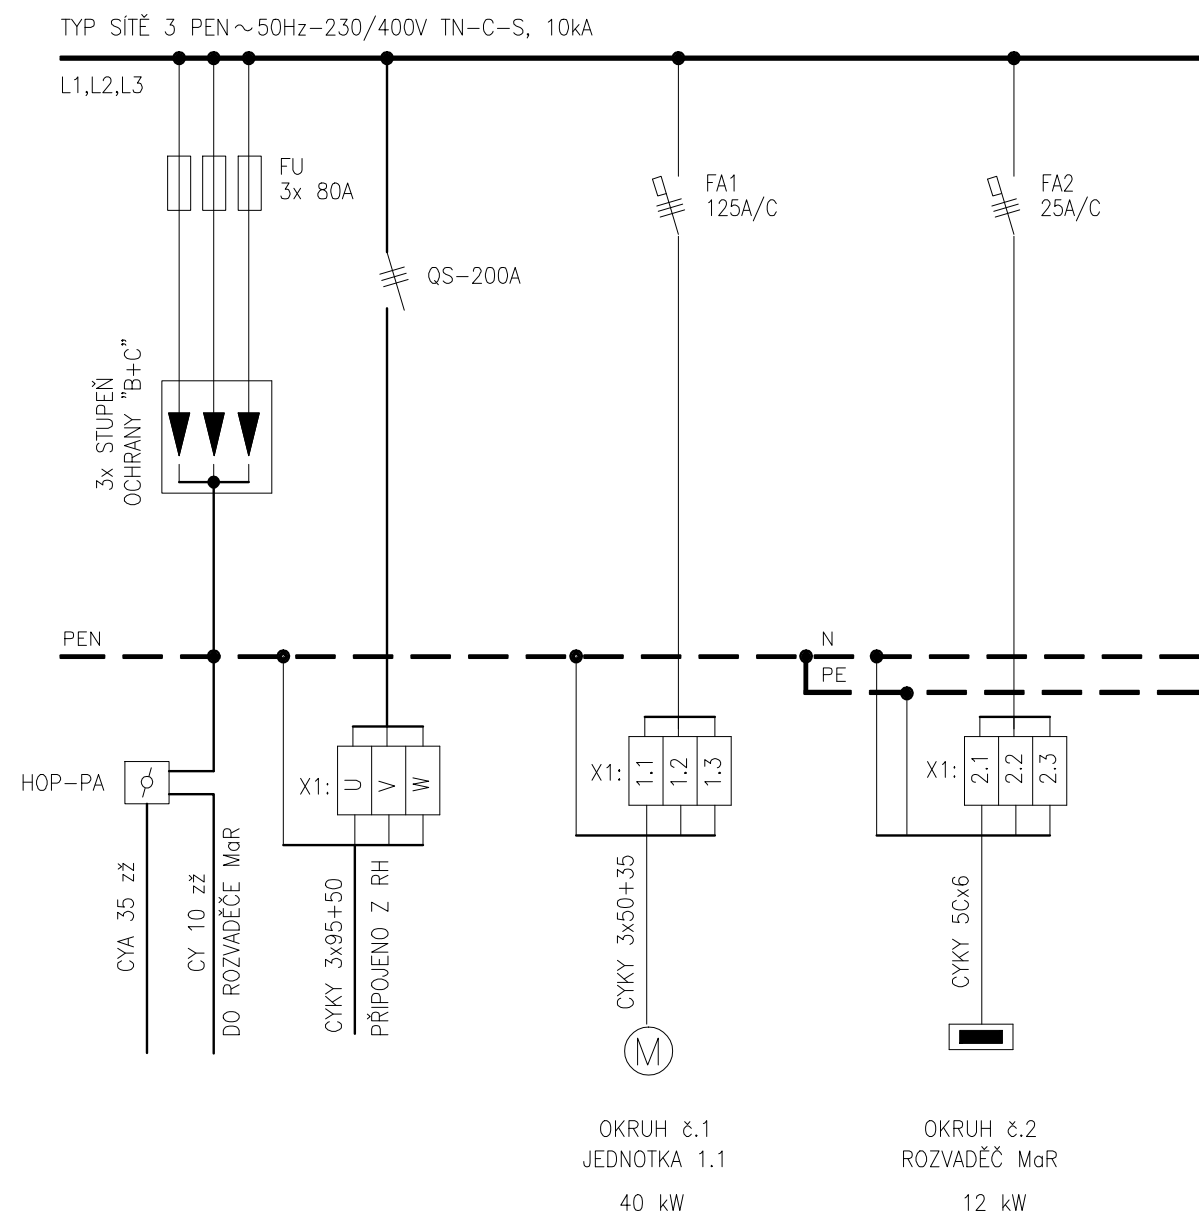 TYP SÍTĚ 3 PEN~50Hz-230/400V TN-C-S, 10kA
L1,L2,L3
FU
3x 80A
FA1
125A/C
FA2
25A/C
QS-200A
3x STUPEŇ
OCHRANY "B+C"
PEN
N
PE
HOP-PA
X1:
U
V
W
X1:
1.1
1.2
1.3
X1:
2.1
2.2
2.3
CYA 35 zž
CY 10 zž
DO ROZVADĚČE MaR
CYKY 3x95+50
PŘIPOJENO Z RH
CYKY 3x50+35
CYKY 5Cx6
M
OKRUH č.1
JEDNOTKA 1.1
40 kW
OKRUH č.2
ROZVADĚČ MaR
12 kW